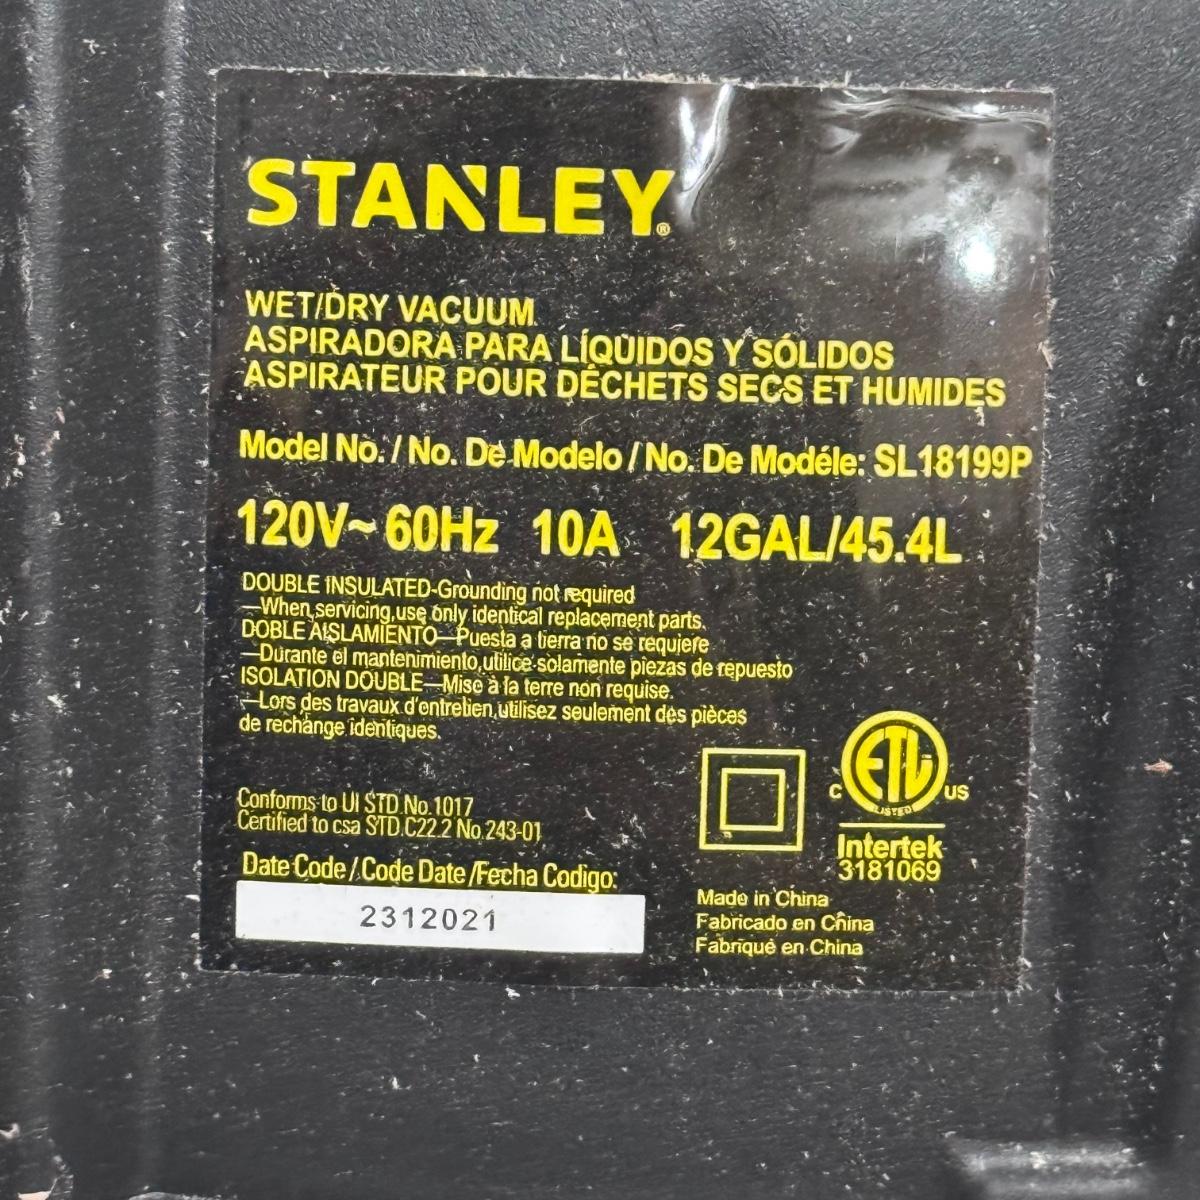 STANLEY®
WET/DRY VACUUM
ASPIRADORA PARA LÍQUIDOS Y SÓLIDOS
ASPIRATEUR POUR DÉCHETS SECS ET HUMIDES
Model No. / No. De Modelo / No. De Modéle: SL18199P
120V~ 60Hz 10A 12GAL/45.4L
DOUBLE INSULATED-Grounding not required
—When servicing,use only identical replacement parts.
DOBLE AISLAMIENTO—Puesta a tierra no se requiere
—Durante el mantenimiento,utilice solamente piezas de repuesto
ISOLATION DOUBLE—Mise à la terre non requise.
—Lors des travaux d'entretien,utilisez seulement des pièces
de rechange identiques.
Conforms to UI STD No.1017
Certified to csa STD.C22.2 No.243-01
Date Code / Code Date /Fecha Codigo:
2312021
C ETL US
LISTED
Intertek
3181069
Made in China
Fabricado en China
Fabriqué en China